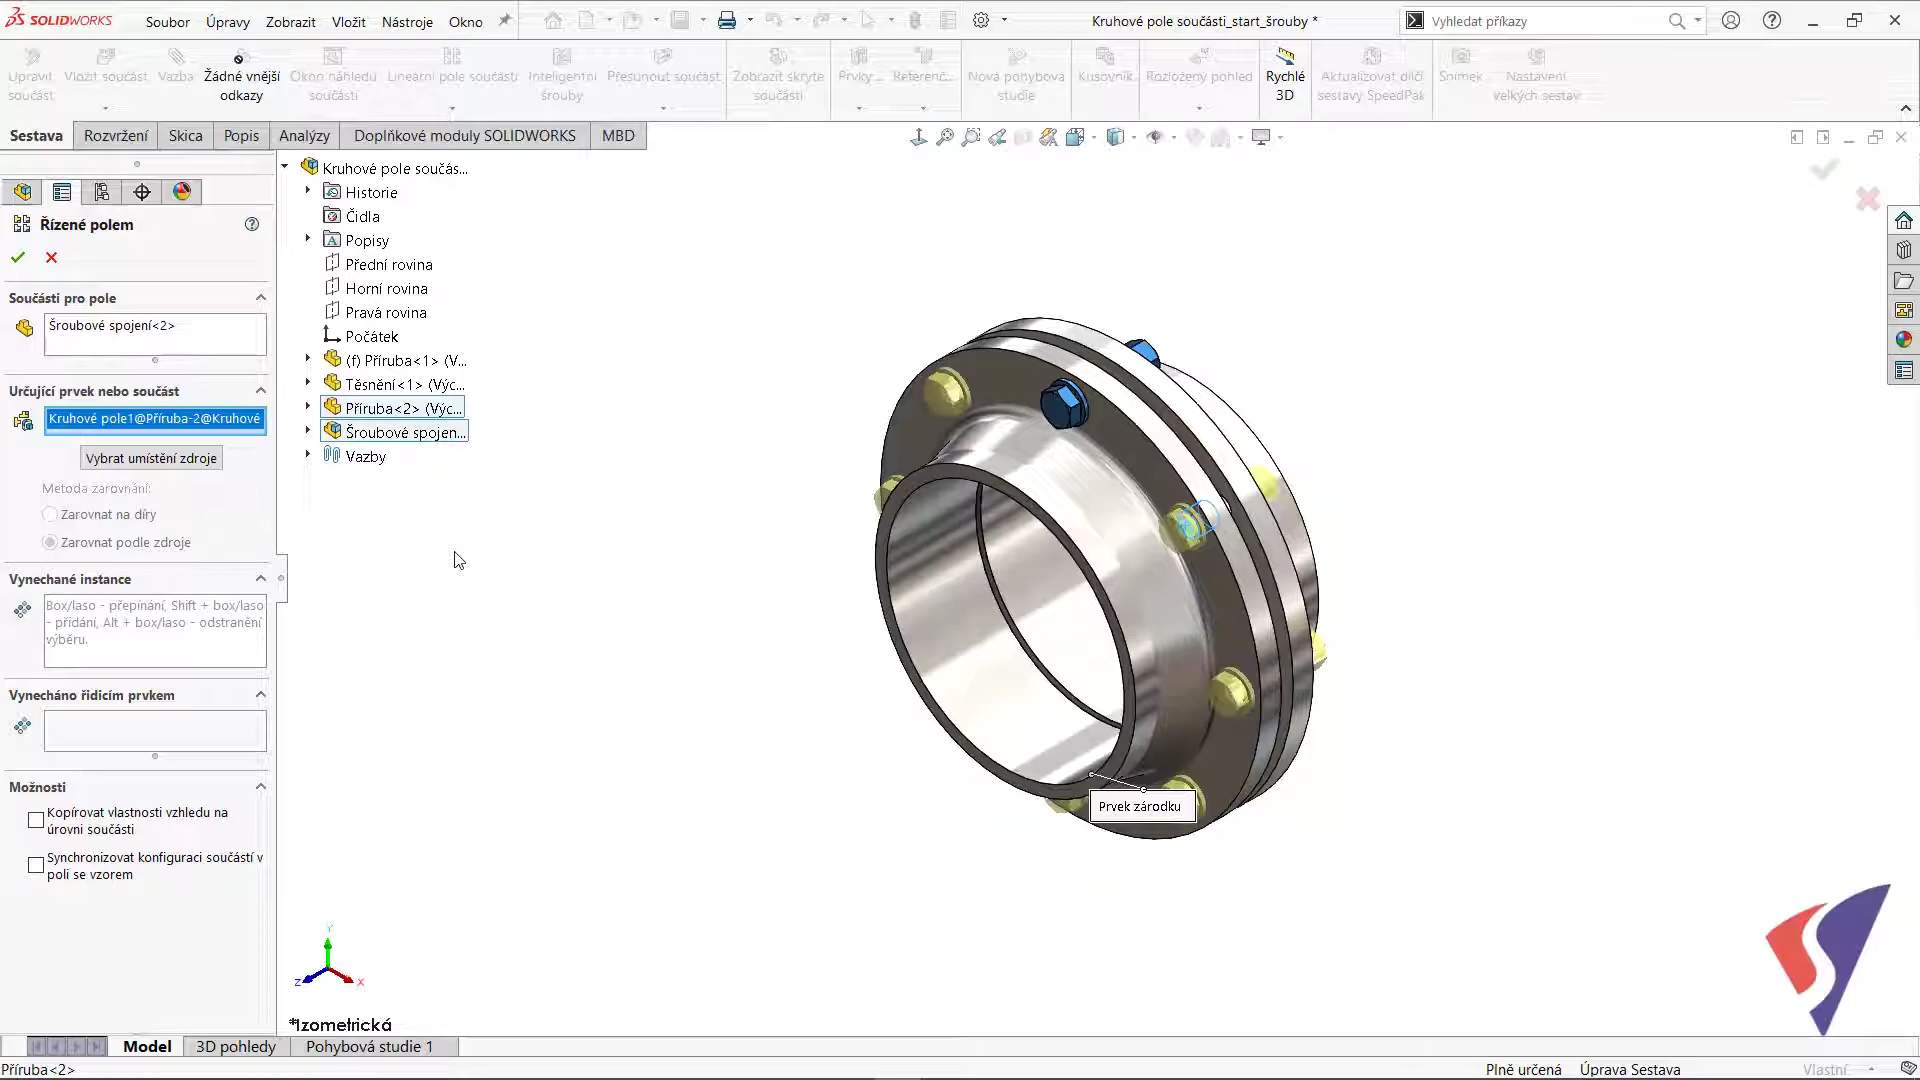 SOLIDWORKS
Soubor Úpravy Zobrazit Vložit Nástroje Okno
Kruhové pole součásti_start_šrouby *
Vyhledat příkazy
Upravit součást
Vložit součást
Vazba
Žádné vnější odkazy
Okno náhledu součásti
Lineární pole součásti
Inteligentní šrouby
Přesunout součást
Zobrazit skryté součásti
Prvky...
Referenč...
Nová pohybová studie
Kusovník
Rozložený pohled
Rychlé 3D
Aktualizovat dílčí sestavy SpeedPak
Snímek
Nastavení velkých sestav
Sestava Rozvržení Skica Popis Analýzy Doplňkové moduly SOLIDWORKS MBD
Řízené polem
Součásti pro pole
Šroubové spojení<2>
Určující prvek nebo součást
Kruhové pole1@Příruba-2@Kruhové
Vybrat umístění zdroje
Metoda zarovnání:
Zarovnat na díry
Zarovnat podle zdroje
Vynechané instance
Box/laso - přepínání, Shift + box/laso
- přidání, Alt + box/laso - odstranění
výběru.
Vynecháno řídicím prvkem
Možnosti
Kopírovat vlastnosti vzhledu na
úrovni součásti
Synchronizovat konfiguraci součástí v
poli se vzorem
Kruhové pole součás...
Historie
Čidla
Popisy
Přední rovina
Horní rovina
Pravá rovina
Počátek
(f) Příruba<1> (V...
Těsnění<1> (Výc...
Příruba<2> (Výc...
Šroubové spojen...
Vazby
Prvek zárodku
Y
Z
X
*Izometrická
Model 3D pohledy Pohybová studie 1
Příruba<2>
Plně určená Úprava Sestava Vlastní